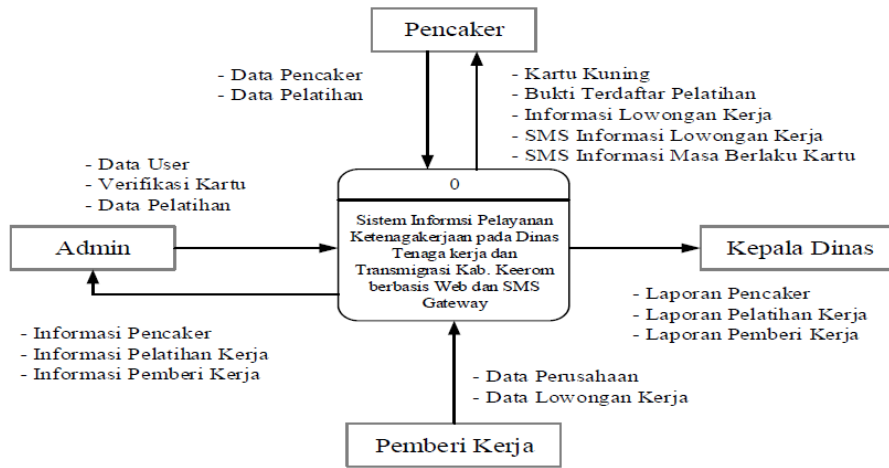 Pencaker
- Data Pencaker
- Data Pelatihan
- Kartu Kuning
- Bukti Terdaftar Pelatihan
- Informasi Lowongan Kerja
- SMS Informasi Lowongan Kerja
- SMS Informasi Masa Berlaku Kartu
- Data User
- Verifikasi Kartu
- Data Pelatihan
0
Sistem Informsi Pelayanan
Ketenagakerjaan pada Dinas
Tenaga kerja dan
Transmigrasi Kab. Keerom
berbasis Web dan SMS
Gateway
Admin
Kepala Dinas
- Informasi Pencaker
- Informasi Pelatihan Kerja
- Informasi Pemberi Kerja
- Laporan Pencaker
- Laporan Pelatihan Kerja
- Laporan Pemberi Kerja
- Data Perusahaan
- Data Lowongan Kerja
Pemberi Kerja